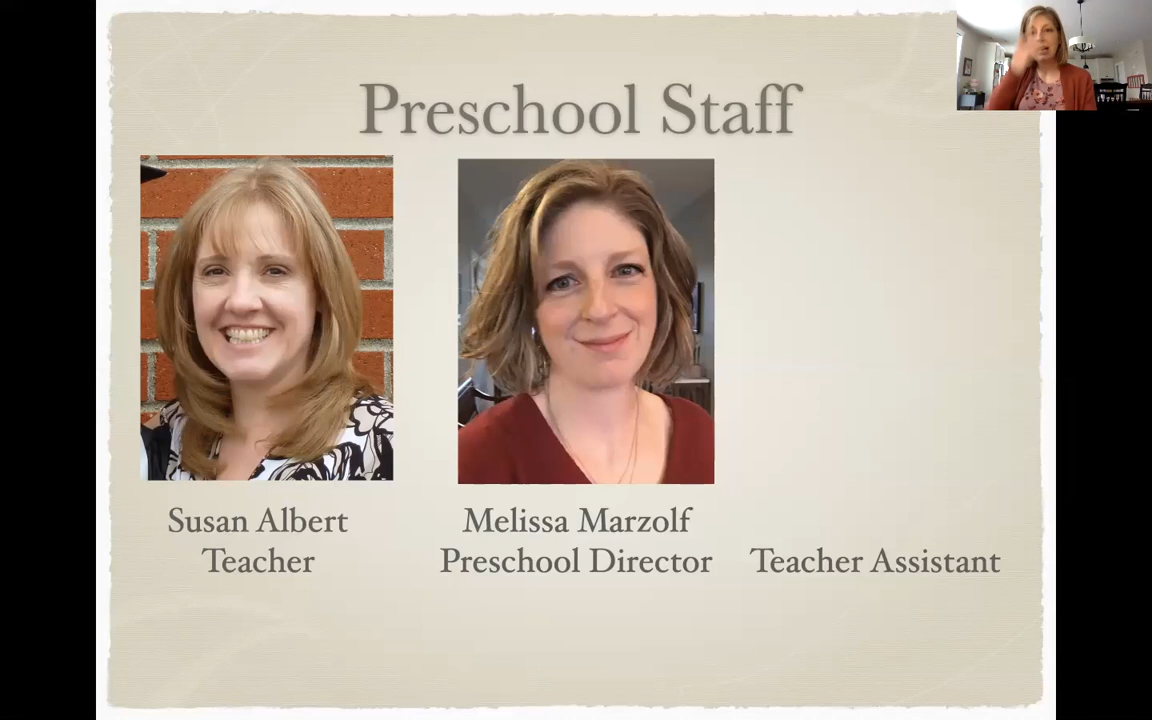 Preschool Staff
Susan Albert
Teacher
Melissa Marzolf
Preschool Director
Teacher Assistant